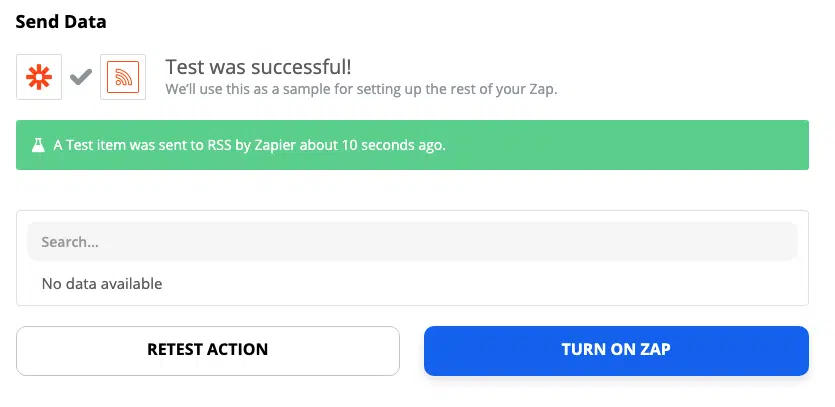 Send Data
Test was successful!
We'll use this as a sample for setting up the rest of your Zap.
A Test item was sent to RSS by Zapier about 10 seconds ago.
Search...
No data available
RETEST ACTION
TURN ON ZAP